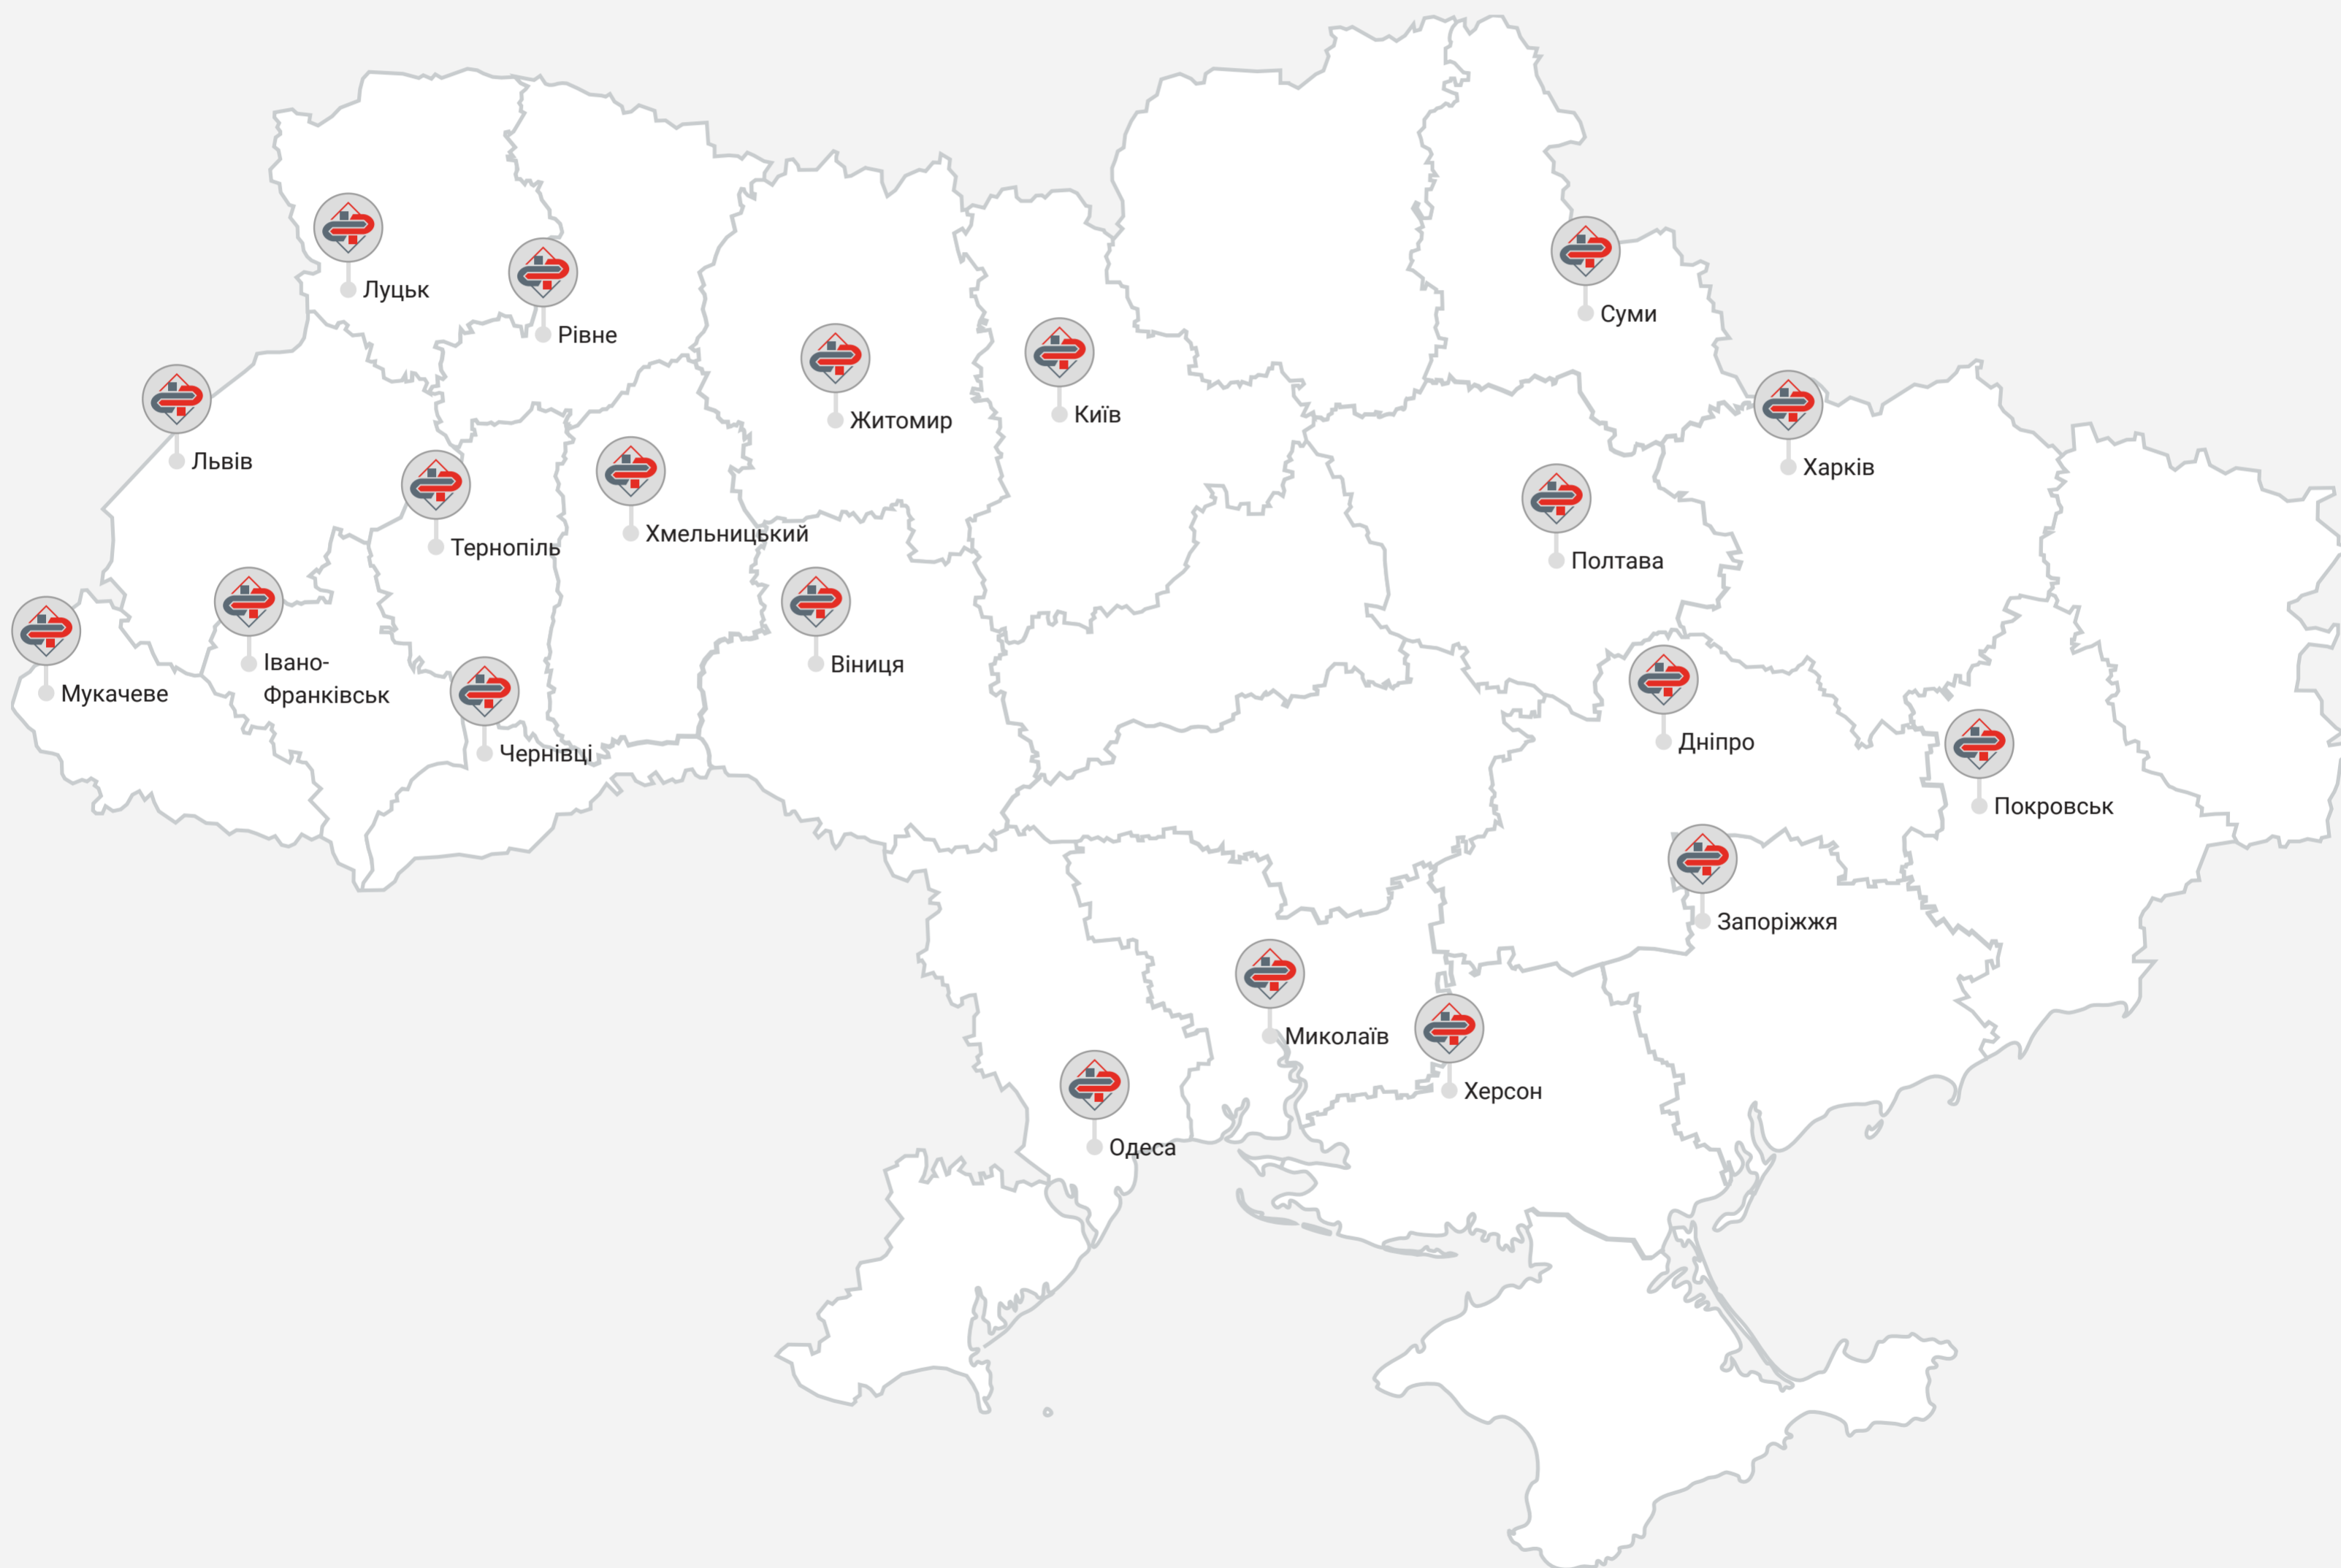 Луцьк
Суми
Рівне
Житомир
Київ
Львів
Харків
Хмельницький
Тернопіль
Полтава
Івано-
Франківськ
Віниця
Мукачеве
Дніпро
Чернівці
Покровськ
Запоріжжя
Миколаїв
Херсон
Одеса